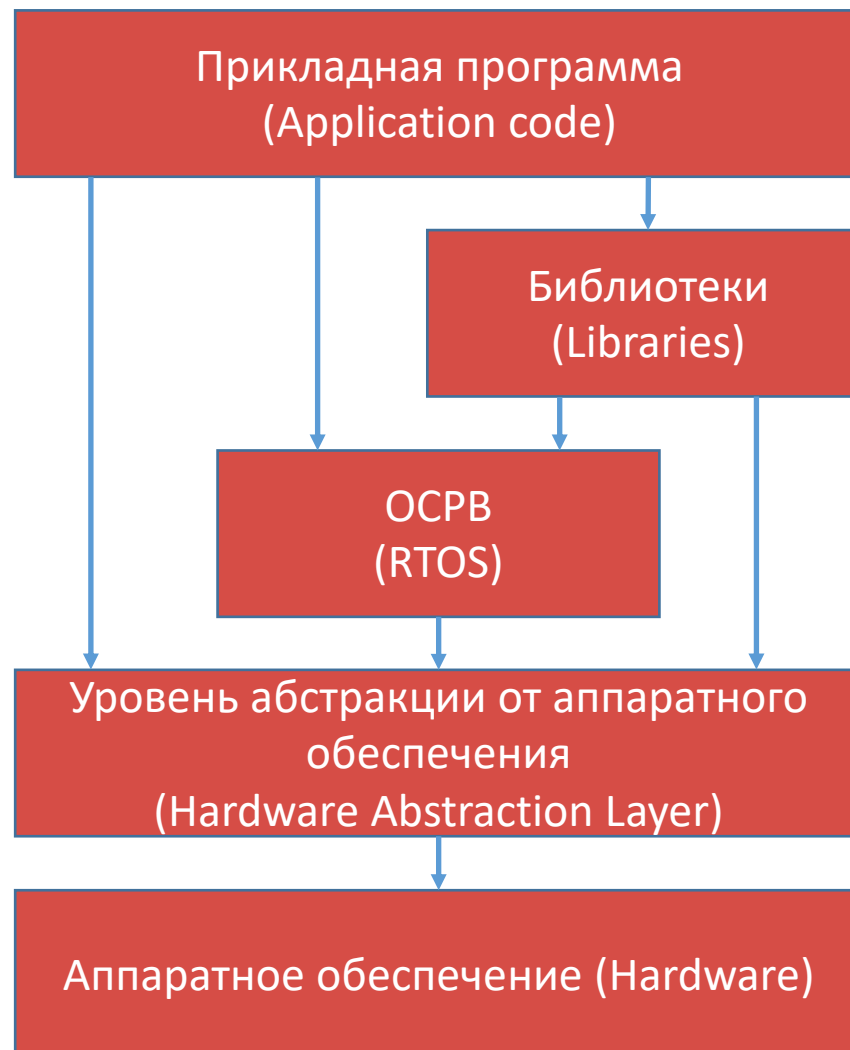 Прикладная программа
(Application code)
Библиотеки
(Libraries)
ОСРВ
(RTOS)
Уровень абстракции от аппаратного
обеспечения
(Hardware Abstraction Layer)
Аппаратное обеспечение (Hardware)